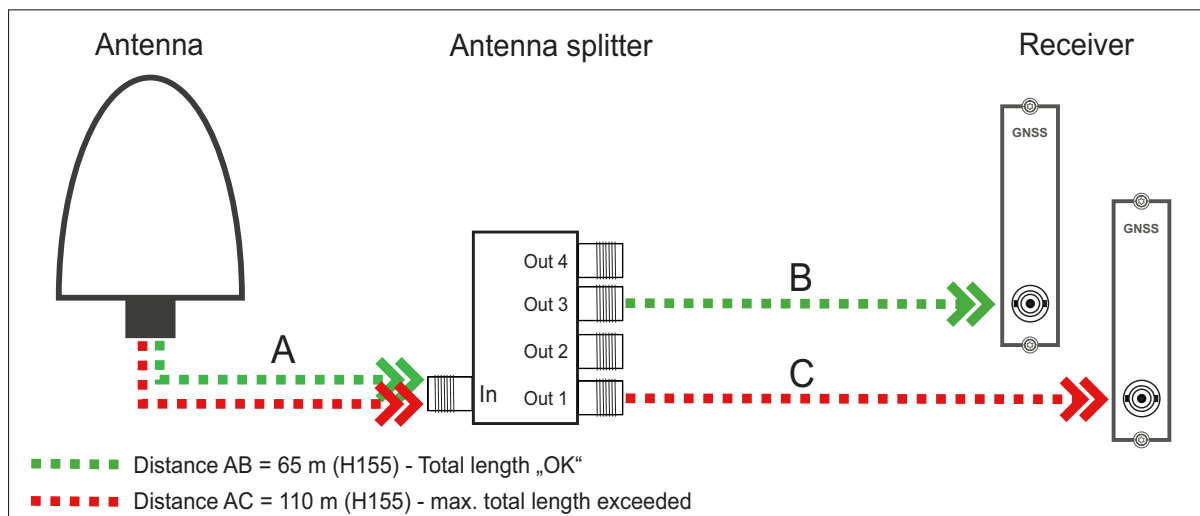 Antenna
Antenna splitter
Receiver
GNSS
GNSS
Out 4
Out 3
Out 2
Out 1
In
A
B
C
Distance AB = 65 m (H155) - Total length „OK“
Distance AC = 110 m (H155) - max. total length exceeded